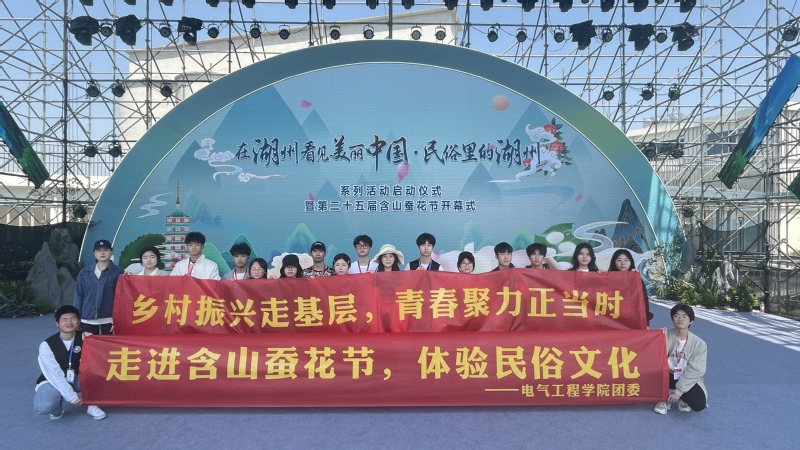 在湖州看见美丽中国·民俗里的湖州
系列活动启动仪式
暨第二十五届含山蚕花节开幕式
乡村振兴走基层，青春聚力正当时
走进含山蚕花节，体验民俗文化
——电气工程学院团委